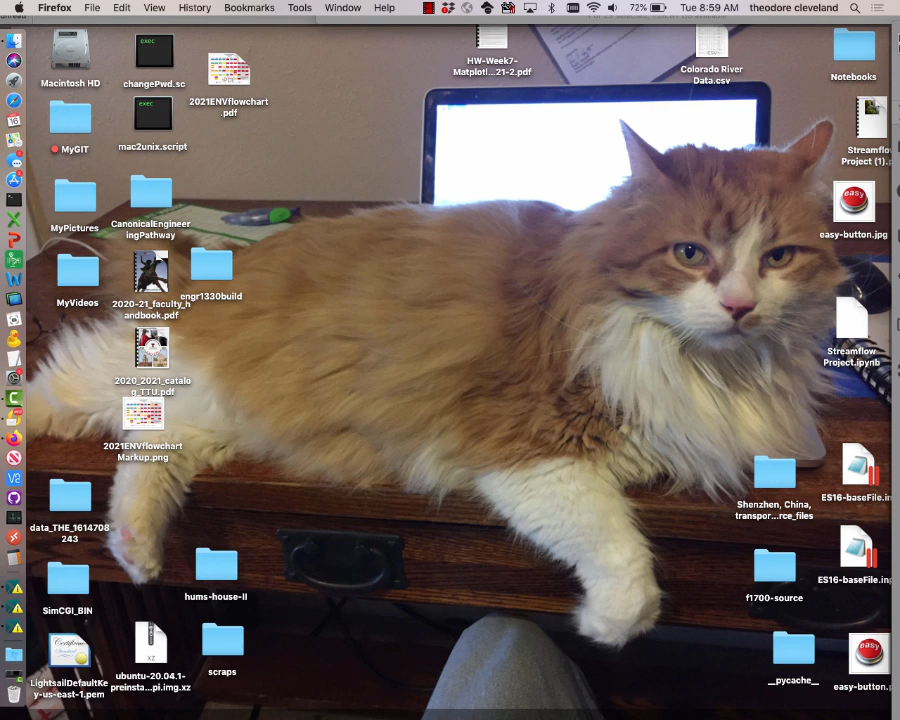 Firefox File Edit View History Bookmarks Tools Window Help 72% Tue 8:59 AM theodore cleveland
Macintosh HD
exec
changePwd.sc
2021ENVflowchart
.pdf
HW-Week7-
Matplotl...21-2.pdf
Colorado River
Data.csv
Notebooks
MyGIT
exec
mac2unix.script
Streamflow
Project (1).p
MyPictures
CanonicalEngineer
ingPathway
easy
easy-button.jpg
MyVideos
2020-21_faculty_h
andbook.pdf
engr1330build
Streamflow
Project.ipynb
2020_2021_catalo
g_TTU.pdf
2021ENVflowchart
Markup.png
data_THE_1614708
243
Shenzhen, China,
transpor...rce_files
ES16-baseFile.in
SimCGI_BIN
hums-house-II
f1700-source
ES16-baseFile.inp
LightsailDefaultKe
y-us-east-1.pem
XZ
ubuntu-20.04.1-
preinsta...pi.img.xz
scraps
__pycache__
easy
easy-button.p